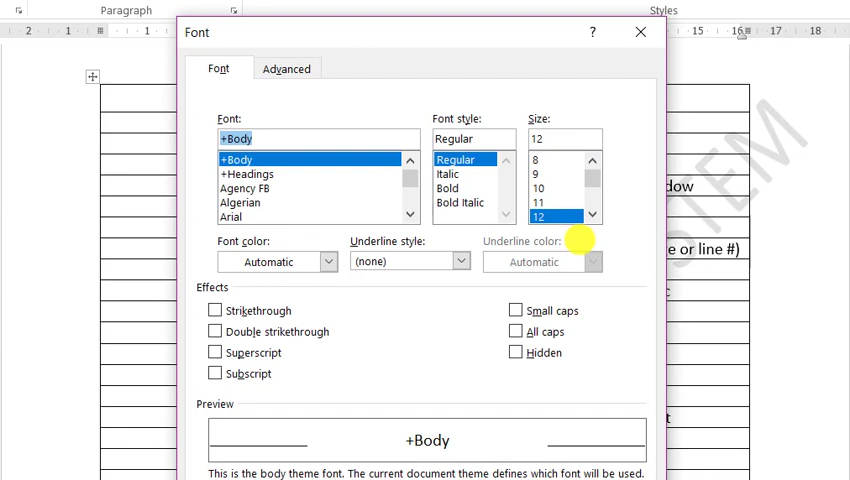 Paragraph
Styles
2 1 1 15 16 17 18
Font ?
Font Advanced
Font: Font style: Size:
+Body Regular 12
+Body Regular 8
+Headings Italic 9
Agency FB Bold 10
Algerian Bold Italic 11
Arial 12
dow
Font color: Underline style: Underline color:
e or line #)
Automatic (none) Automatic
Effects
c
Strikethrough Small caps
Double strikethrough All caps
Superscript Hidden
Subscript
Preview
t
+Body
This is the body theme font. The current document theme defines which font will be used.
STEM